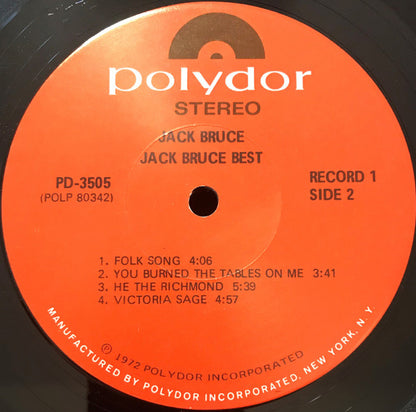 polydor
STEREO
JACK BRUCE
JACK BRUCE BEST
PD-3505
(POLP 80342)
RECORD 1
SIDE 2
1. FOLK SONG 4:06
2. YOU BURNED THE TABLES ON ME 3:41
3. HE THE RICHMOND 5:39
4. VICTORIA SAGE 4:57
Ⓟ 1972 POLYDOR INCORPORATED
MANUFACTURED BY POLYDOR INCORPORATED. NEW YORK, N.Y